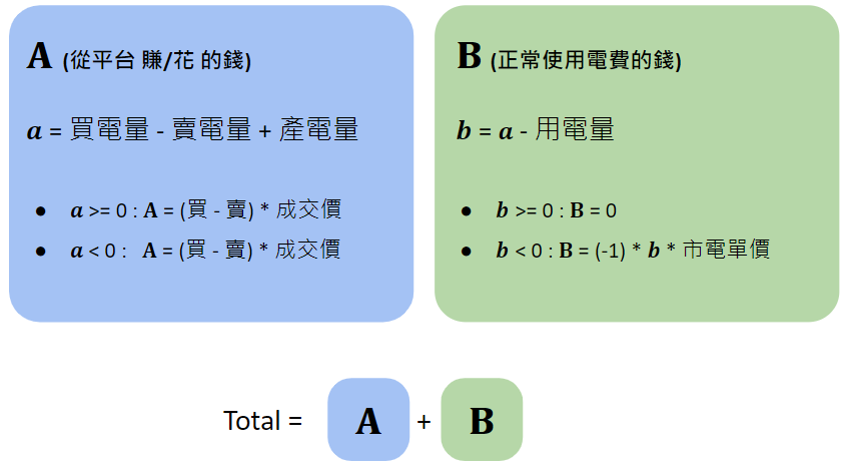 A (從平台 賺/花 的錢)
a = 買電量 - 賣電量 + 產電量
● a >= 0 : A = (買 - 賣) * 成交價
● a < 0 : A = (買 - 賣) * 成交價
B (正常使用電費的錢)
b = a - 用電量
● b >= 0 : B = 0
● b < 0 : B = (-1) * b * 市電單價
Total = A + B